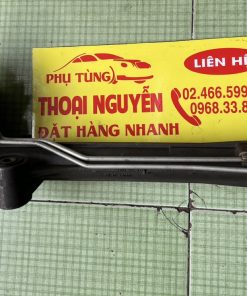 PHỤ TÙNG
THOẠI NGUYỄN
ĐẶT HÀNG NHANH
LIÊN HỆ
02.466.599
0968.33.8